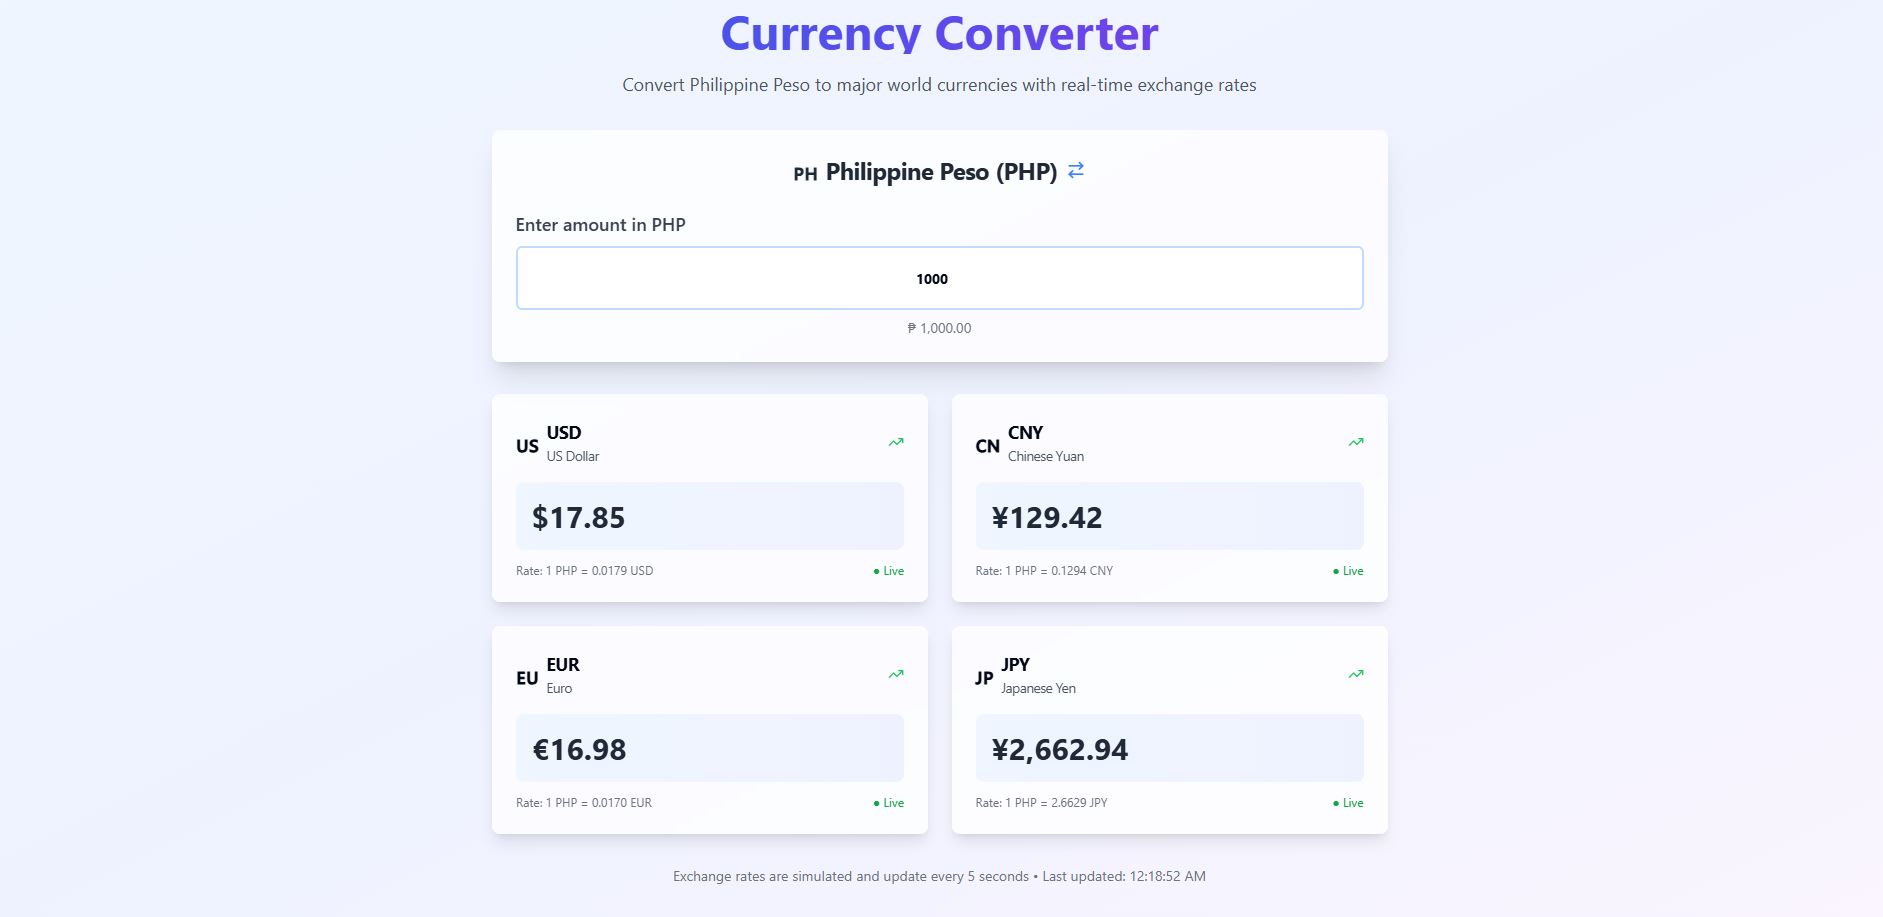 Currency Converter
Convert Philippine Peso to major world currencies with real-time exchange rates
PH Philippine Peso (PHP)
Enter amount in PHP
1000
₱ 1,000.00
US
USD
US Dollar
$17.85
Rate: 1 PHP = 0.0179 USD
● Live
CN
CNY
Chinese Yuan
¥129.42
Rate: 1 PHP = 0.1294 CNY
● Live
EU
EUR
Euro
€16.98
Rate: 1 PHP = 0.0170 EUR
● Live
JP
JPY
Japanese Yen
¥2,662.94
Rate: 1 PHP = 2.6629 JPY
● Live
Exchange rates are simulated and update every 5 seconds • Last updated: 12:18:52 AM